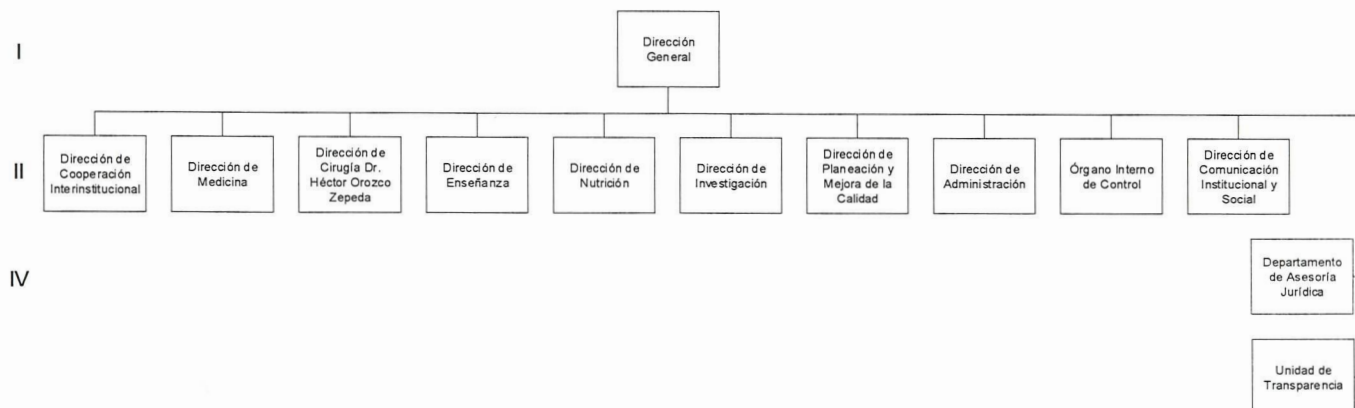 I
Dirección
General
II
Dirección de
Cooperación
Interinstitucional
Dirección de
Medicina
Dirección de
Cirugía Dr.
Héctor Orozco
Zepeda
Dirección de
Enseñanza
Dirección de
Nutrición
Dirección de
Investigación
Dirección de
Planeación y
Mejora de la
Calidad
Dirección de
Administración
Órgano Interno
de Control
Dirección de
Comunicación
Institucional y
Social
IV
Departamento
de Asesoría
Jurídica
Unidad de
Transparencia